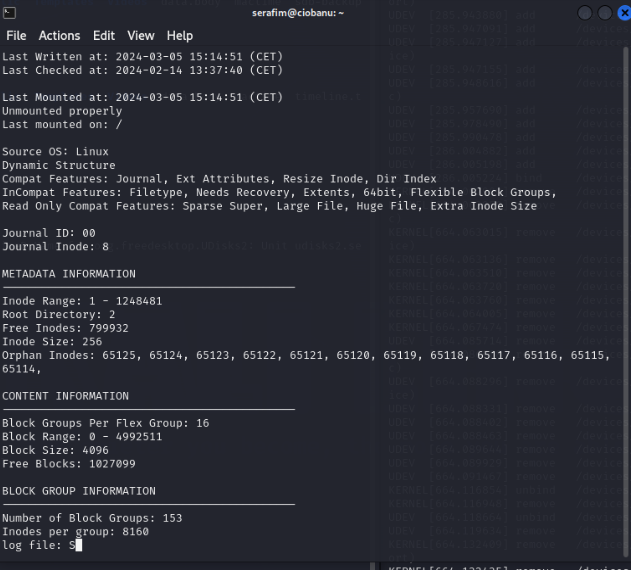 serafim@ciobanu: ~
File Actions Edit View Help
Last Written at: 2024-03-05 15:14:51 (CET)
Last Checked at: 2024-02-14 13:37:40 (CET)
Last Mounted at: 2024-03-05 15:14:51 (CET)
Unmounted properly
Last mounted on: /
Source OS: Linux
Dynamic Structure
Compat Features: Journal, Ext Attributes, Resize Inode, Dir Index
InCompat Features: Filetype, Needs Recovery, Extents, 64bit, Flexible Block Groups,
Read Only Compat Features: Sparse Super, Large File, Huge File, Extra Inode Size
Journal ID: 00
Journal Inode: 8
METADATA INFORMATION
--------------------------------------------
Inode Range: 1 - 1248481
Root Directory: 2
Free Inodes: 799932
Inode Size: 256
Orphan Inodes: 65125, 65124, 65123, 65122, 65121, 65120, 65119, 65118, 65117, 65116, 65115,
65114,
CONTENT INFORMATION
--------------------------------------------
Block Groups Per Flex Group: 16
Block Range: 0 - 4992511
Block Size: 4096
Free Blocks: 1027099
BLOCK GROUP INFORMATION
--------------------------------------------
Number of Block Groups: 153
Inodes per group: 8160
log file: S